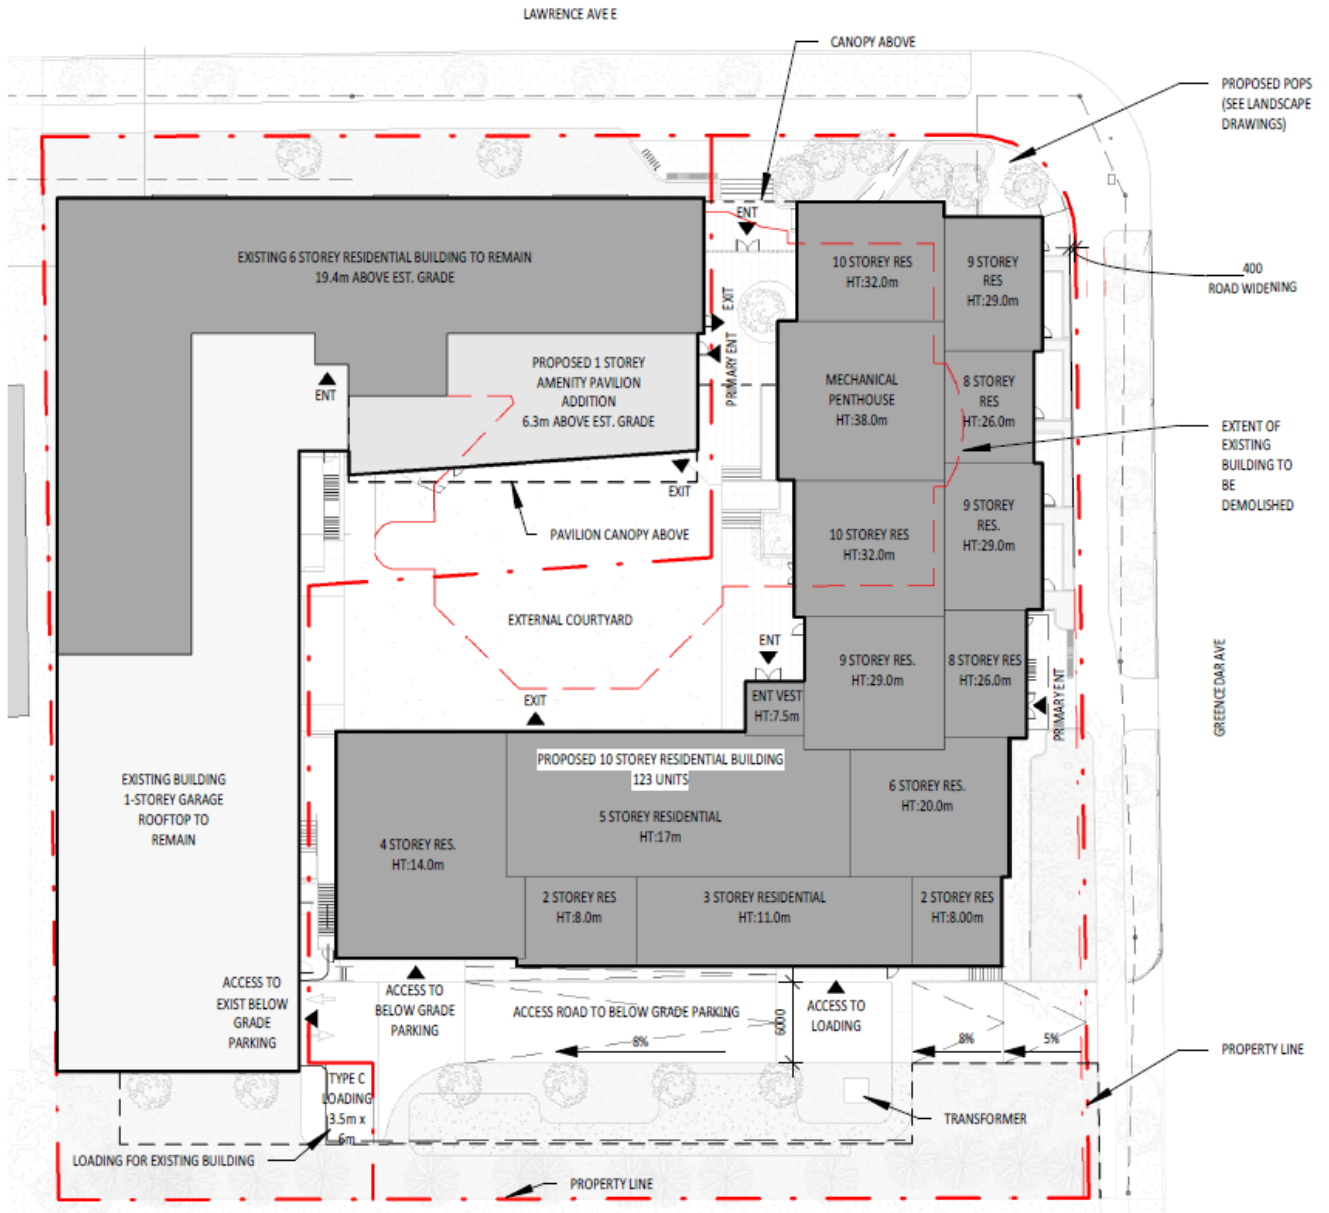 LAWRENCE AVE E
CANOPY ABOVE
PROPOSED POPS
(SEE LANDSCAPE
DRAWINGS)
ENT
EXISTING 6 STOREY RESIDENTIAL BUILDING TO REMAIN
19.4m ABOVE EST. GRADE
10 STOREY RES
HT:32.0m
9 STOREY
RES
HT:29.0m
400
ROAD WIDENING
EXIT
PRIMARY ENT
PROPOSED 1 STOREY
AMENITY PAVILION
ADDITION
6.3m ABOVE EST. GRADE
ENT
MECHANICAL
PENTHOUSE
HT:38.0m
8 STOREY
RES
HT:26.0m
EXTENT OF
EXISTING
BUILDING TO
BE
DEMOLISHED
EXIT
PAVILION CANOPY ABOVE
10 STOREY RES
HT:32.0m
9 STOREY
RES.
HT:29.0m
EXTERNAL COURTYARD
ENT
9 STOREY RES.
HT:29.0m
8 STOREY RES
HT:26.0m
PRIMARY ENT
GREENCEDAR AVE
EXIT
ENT VEST
HT:7.5m
PROPOSED 10 STOREY RESIDENTIAL BUILDING
123 UNITS
EXISTING BUILDING
1-STOREY GARAGE
ROOFTOP TO
REMAIN
6 STOREY RES.
HT:20.0m
5 STOREY RESIDENTIAL
HT:17m
4 STOREY RES.
HT:14.0m
2 STOREY RES
HT:8.0m
3 STOREY RESIDENTIAL
HT:11.0m
2 STOREY RES
HT:8.00m
ACCESS TO
EXIST BELOW
GRADE
PARKING
ACCESS TO
BELOW GRADE
PARKING
ACCESS ROAD TO BELOW GRADE PARKING
6000
ACCESS TO
LOADING
8%
8%
5%
PROPERTY LINE
TYPE C
LOADING
3.5m x
6m
TRANSFORMER
LOADING FOR EXISTING BUILDING
PROPERTY LINE